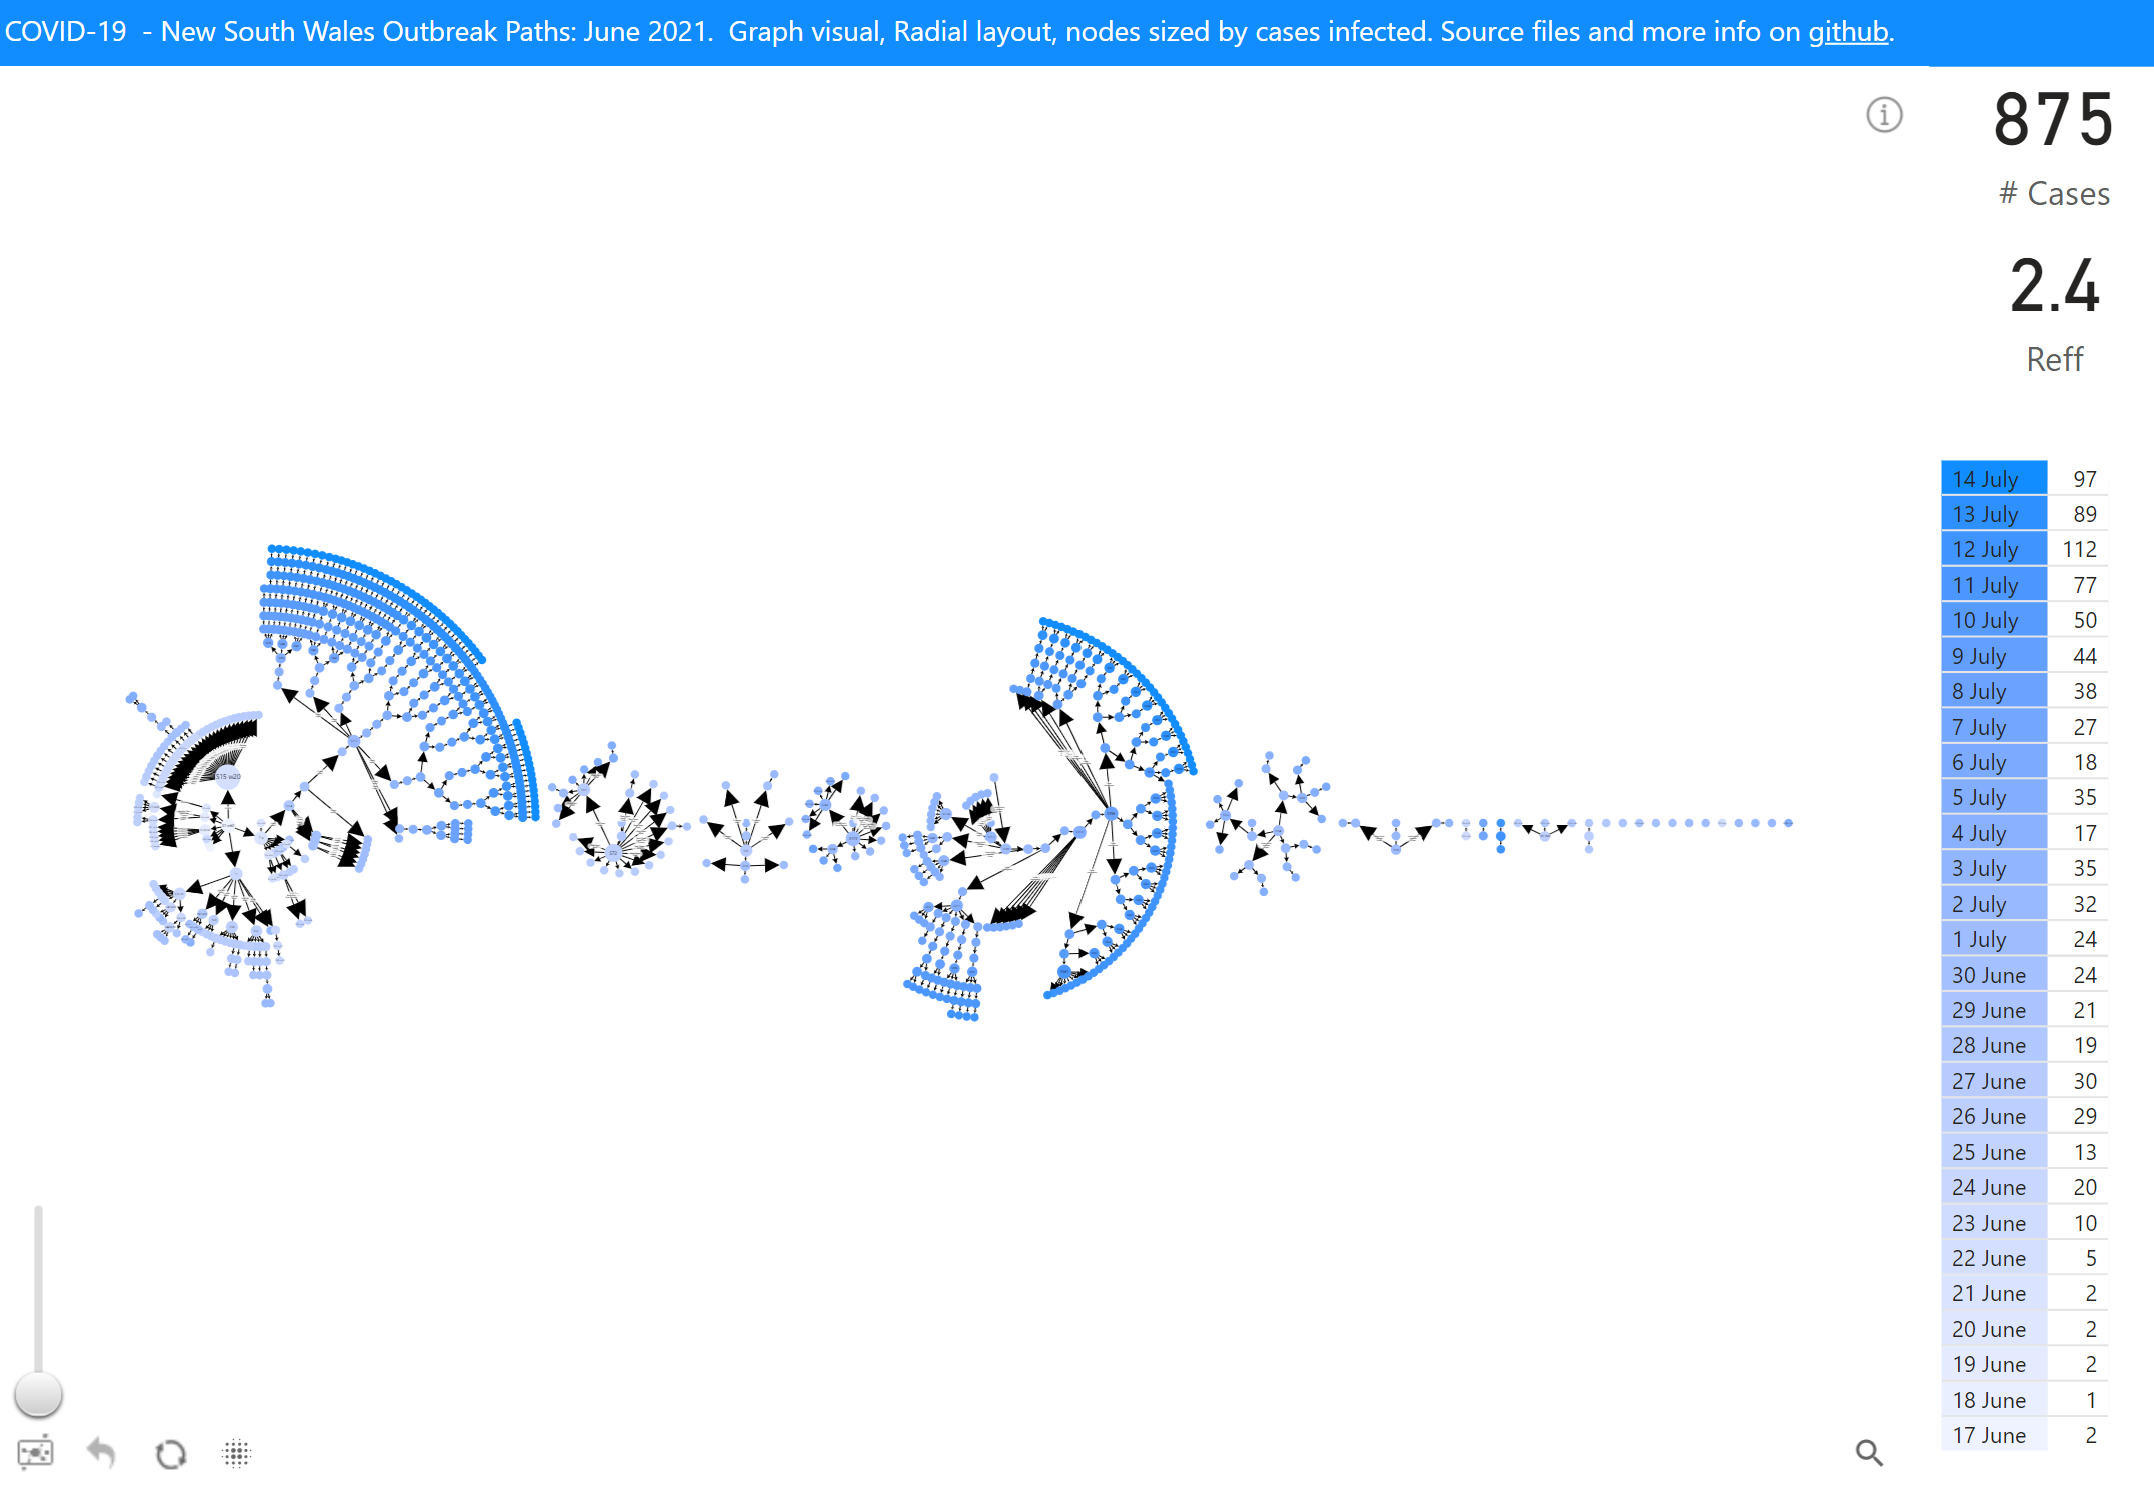 COVID-19 - New South Wales Outbreak Paths: June 2021. Graph visual, Radial layout, nodes sized by cases infected. Source files and more info on github.
875
# Cases
2.4
Reff
14 July 97
13 July 89
12 July 112
11 July 77
10 July 50
9 July 44
8 July 38
7 July 27
6 July 18
5 July 35
4 July 17
3 July 35
2 July 32
1 July 24
30 June 24
29 June 21
28 June 19
27 June 30
26 June 29
25 June 13
24 June 20
23 June 10
22 June 5
21 June 2
20 June 2
19 June 2
18 June 1
17 June 2